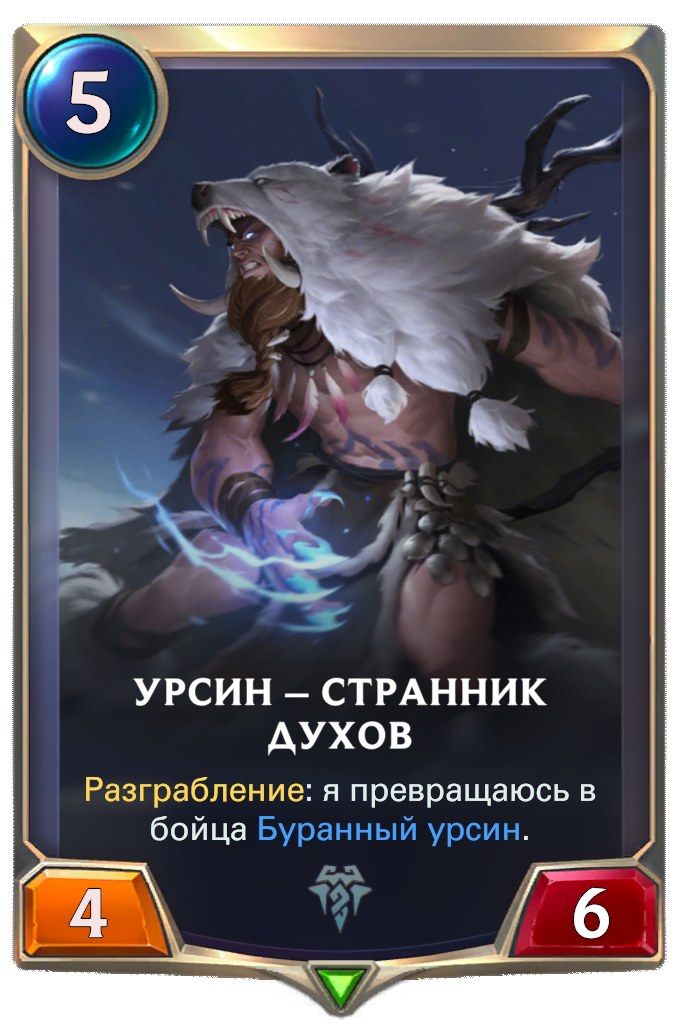 5
УРСИН – СТРАННИК
ДУХОВ
Разграбление: я превращаюсь в
бойца Буранный урсин.
4
6